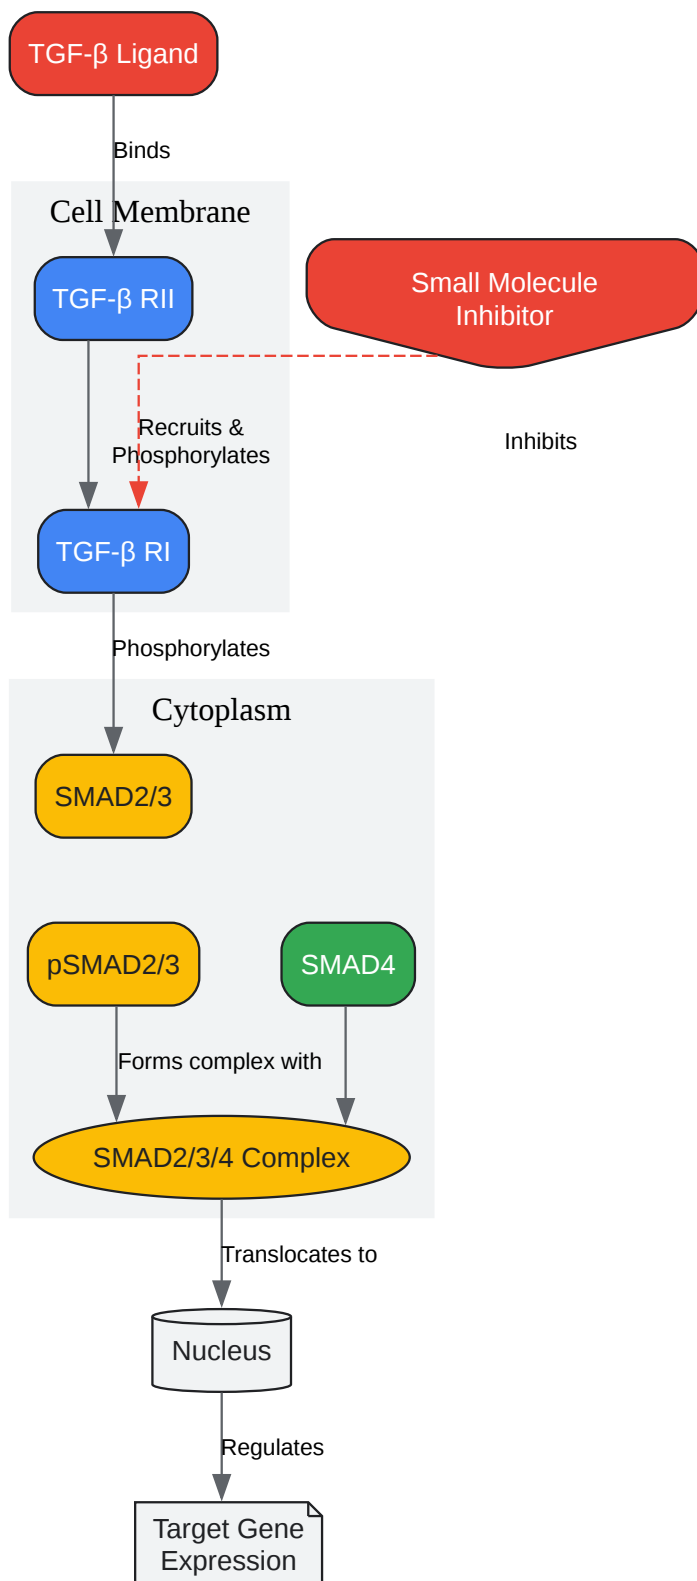 TGF-β Ligand
Binds
Cell Membrane
TGF-β RII
Small Molecule
Inhibitor
Recruits &
Phosphorylates
Inhibits
TGF-β RI
Phosphorylates
Cytoplasm
SMAD2/3
pSMAD2/3
SMAD4
Forms complex with
SMAD2/3/4 Complex
Translocates to
Nucleus
Regulates
Target Gene
Expression